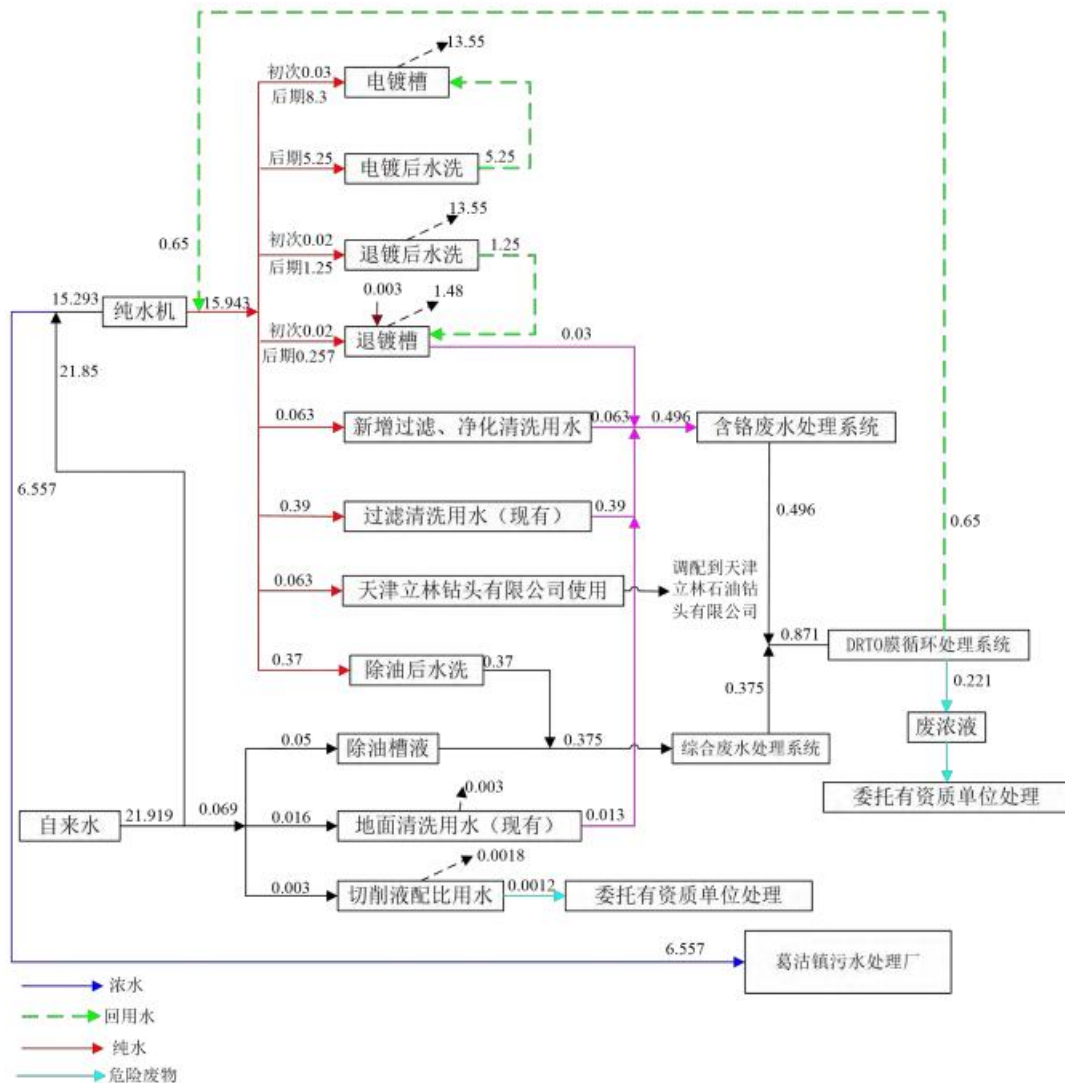 13.55
初次0.03
电镀槽
后期8.3
后期5.25
电镀后水洗
5.25
13.55
0.65
初次0.02
退镀后水洗
1.25
后期1.25
0.003
1.48
15.293
纯水机
15.943
初次0.02
退镀槽
0.03
后期0.257
21.85
0.063
新增过滤、净化清洗用水
0.063
0.496
含铬废水处理系统
6.557
0.39
过滤清洗用水（现有）
0.39
0.496
0.65
0.063
天津立林钻头有限公司使用
调配到天津
立林石油钻
头有限公司
0.871
DRTO膜循环处理系统
0.37
除油后水洗
0.37
0.375
0.221
废浓液
0.05
除油槽液
0.375
综合废水处理系统
委托有资质单位处理
0.003
自来水
21.919
0.069
0.016
地面清洗用水（现有）
0.013
0.0018
0.003
切削液配比用水
0.0012
委托有资质单位处理
6.557
葛沽镇污水处理厂
浓水
回用水
纯水
危险废物